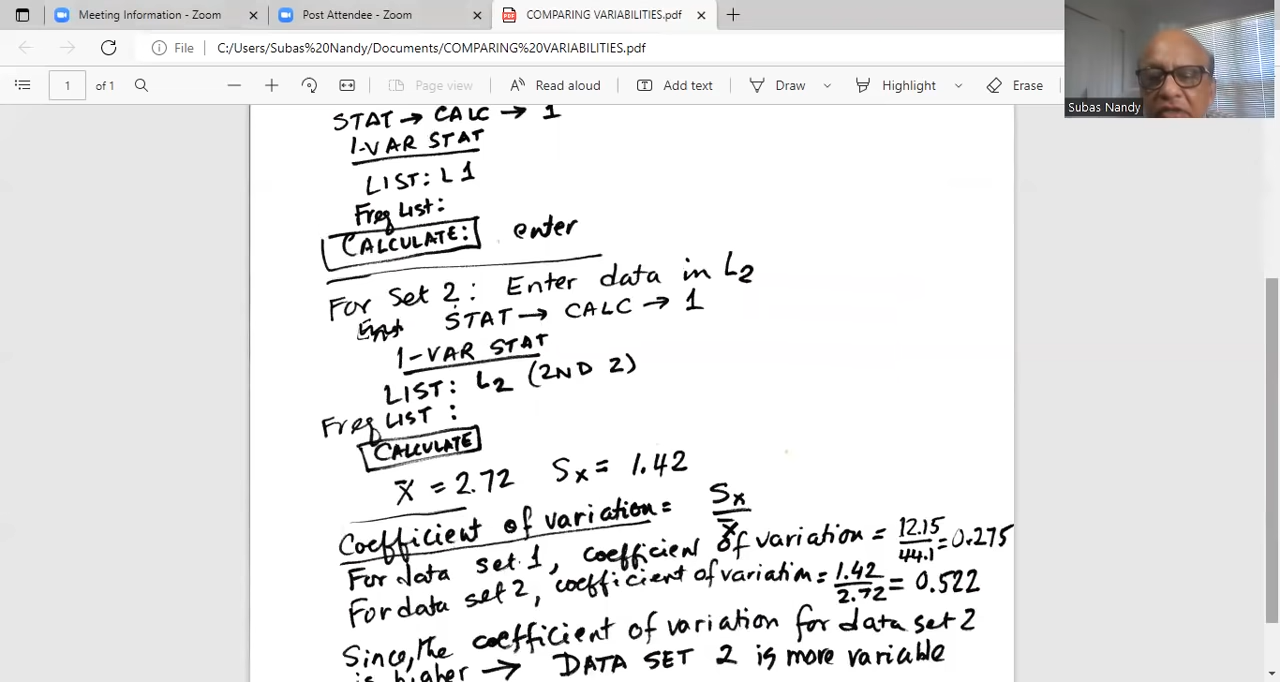 Meeting Information - Zoom
Post Attendee - Zoom
COMPARING VARIABILITIES.pdf
File
C:/Users/Subas%20Nandy/Documents/COMPARING%20VARIABILITIES.pdf
1 of 1
Page view
Read aloud
Add text
Draw
Highlight
Erase
Subas Nandy
STAT → CALC → 1
1-VAR STAT
LIST: L1
Freq List:
CALCULATE: enter
For Set 2: Enter data in L2
STAT → CALC → 1
1-VAR STAT
LIST: L2 (2ND 2)
Freq LIST :
CALCULATE
x̄ = 2.72 Sx = 1.42
Coefficient of variation = Sx / x̄
For data set 1, coefficient of variation = 12.15 / 44.1 = 0.275
For data set 2, coefficient of variation = 1.42 / 2.72 = 0.522
Since, the coefficient of variation for data set 2
is higher → DATA SET 2 is more variable